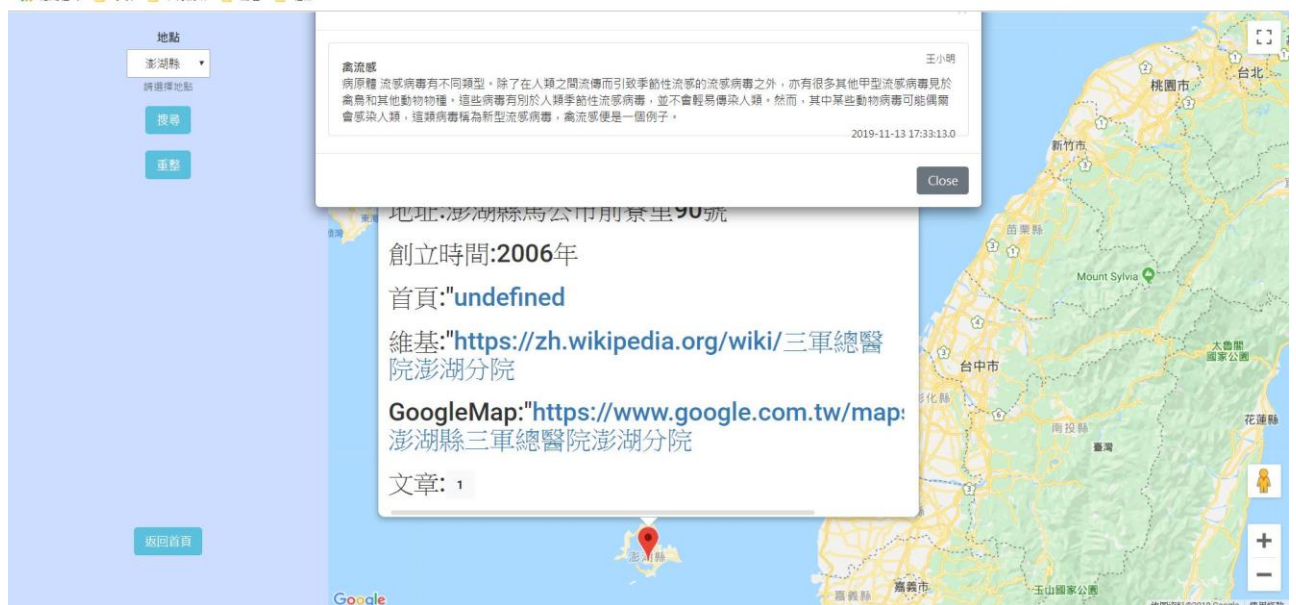 地點
澎湖縣
請選擇地點
搜尋
重整
返回首頁
禽流感
王小明
病原體 流感病毒有不同類型。除了在人類之間流傳而引致季節性流感的流感病毒之外，亦有很多其他甲型流感病毒見於
禽鳥和其他動物物種。這些病毒有別於人類季節性流感病毒，並不會輕易傳染人類。然而，其中某些動物病毒可能偶爾
會感染人類，這類病毒稱為新型流感病毒，禽流感便是一個例子。
2019-11-13 17:33:13.0
Close
地址:澎湖縣馬公市前寮里90號
創立時間:2006年
首頁:"undefined
維基:"https://zh.wikipedia.org/wiki/三軍總醫
院澎湖分院
GoogleMap:"https://www.google.com.tw/maps
澎湖縣三軍總醫院澎湖分院
文章: 1
台北
桃園市
新竹市
苗栗縣
Mount Sylvia
太魯閣
國家公園
台中市
彰化縣
南投縣
花蓮縣
臺灣
澎湖縣
嘉義縣
嘉義市
玉山國家公園
Google